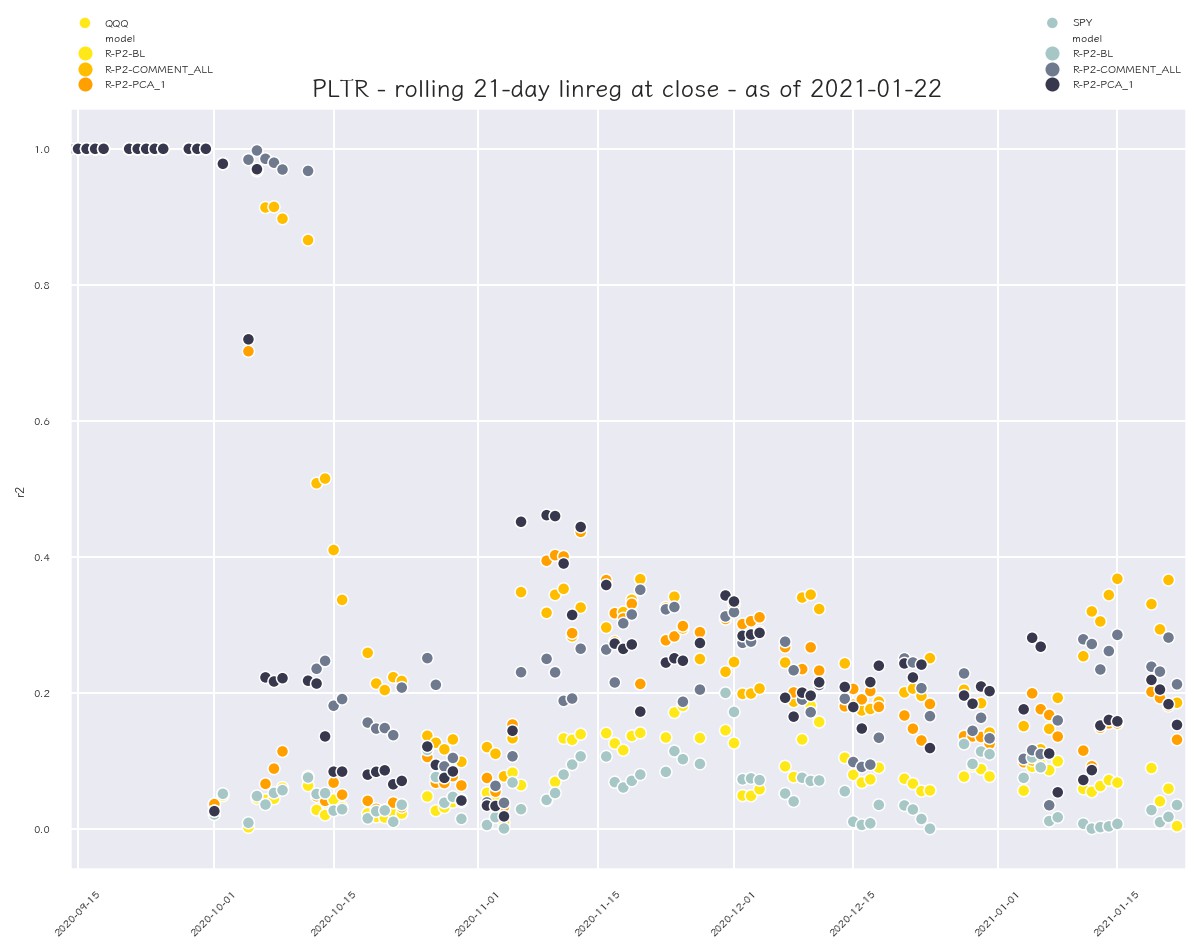 QQQ
model
R-P2-BL
R-P2-COMMENT_ALL
R-P2-PCA_1
SPY
model
R-P2-BL
R-P2-COMMENT_ALL
R-P2-PCA_1
PLTR - rolling 21-day linreg at close - as of 2021-01-22
1.0
0.8
0.6
0.4
0.2
0.0
r2
2020-09-15
2020-10-01
2020-10-15
2020-11-01
2020-11-15
2020-12-01
2020-12-15
2021-01-01
2021-01-15